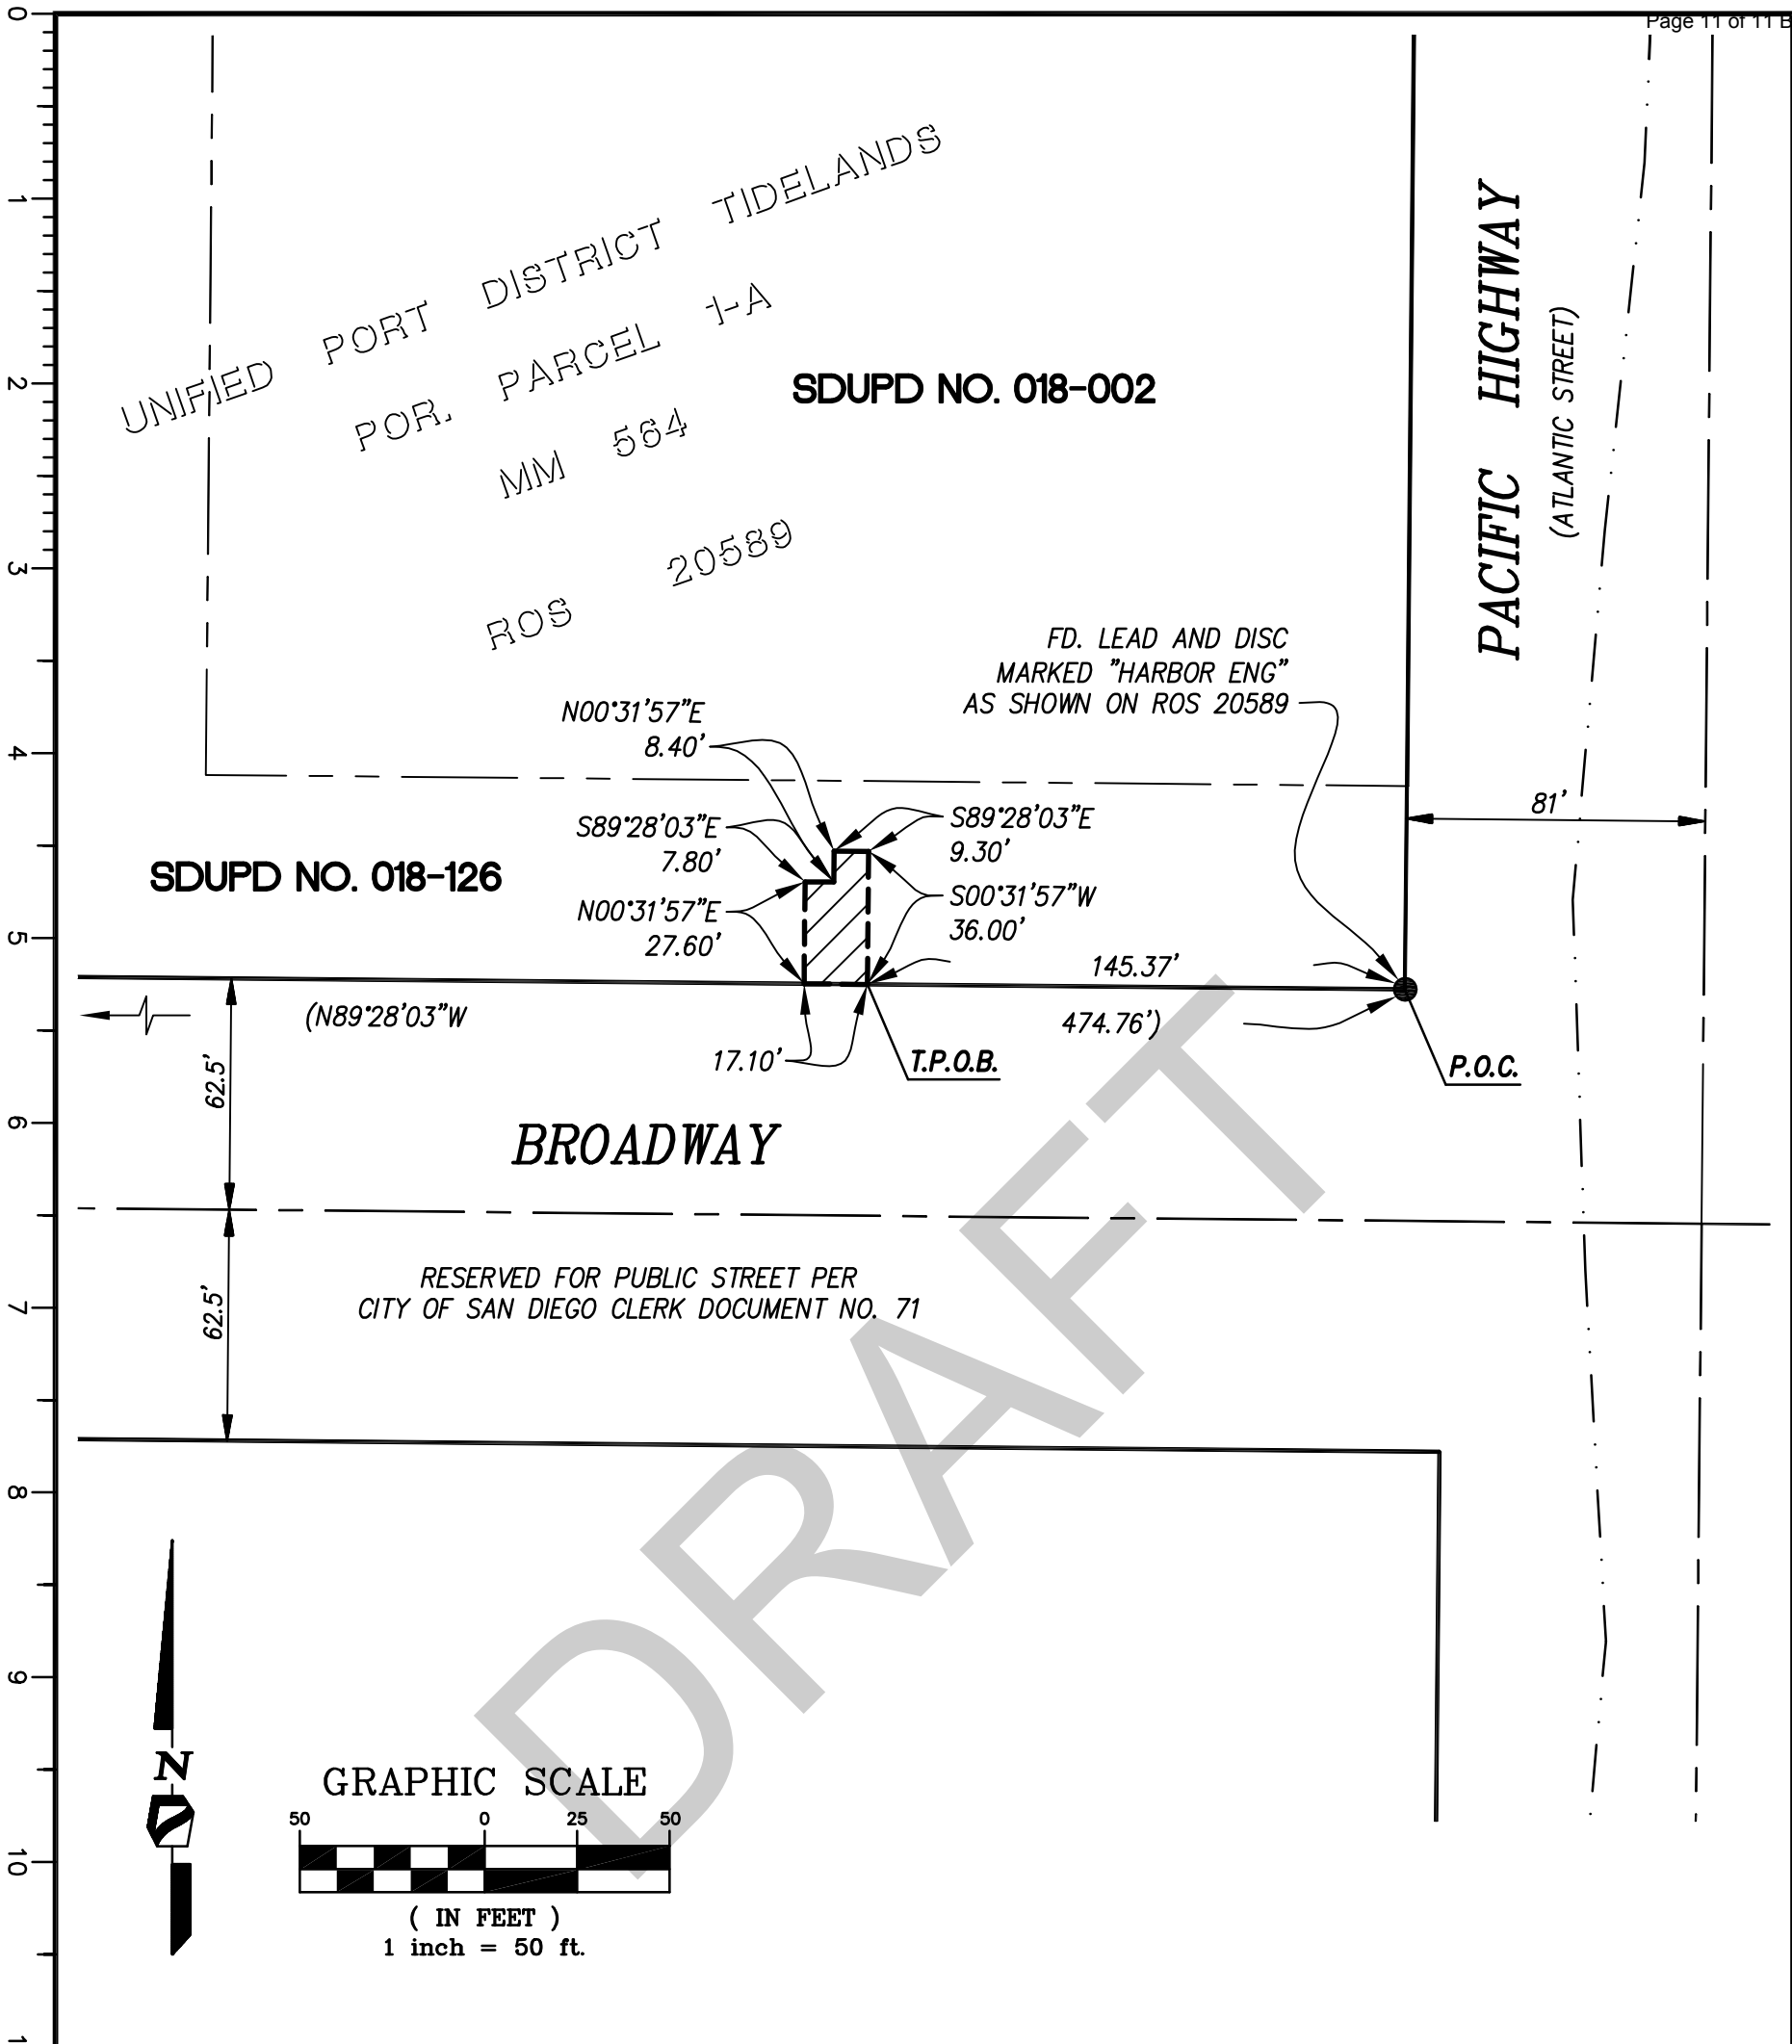 Page 11 of 11 B
0
1
2
3
4
5
6
7
8
9
10
1
UNIFIED PORT DISTRICT TIDELANDS
POR. PARCEL 1-A
MM 564
ROS 20589
SDUPD NO. 018-002
PACIFIC HIGHWAY
(ATLANTIC STREET)
FD. LEAD AND DISC
MARKED "HARBOR ENG"
AS SHOWN ON ROS 20589
N00°31'57"E
8.40'
S89°28'03"E
7.80'
N00°31'57"E
27.60'
S89°28'03"E
9.30'
S00°31'57"W
36.00'
81'
SDUPD NO. 018-126
145.37'
(N89°28'03"W
474.76')
17.10'
T.P.O.B.
P.O.C.
62.5'
BROADWAY
62.5'
RESERVED FOR PUBLIC STREET PER
CITY OF SAN DIEGO CLERK DOCUMENT NO. 71
DRAFT
N
GRAPHIC SCALE
50 0 25 50
( IN FEET )
1 inch = 50 ft.